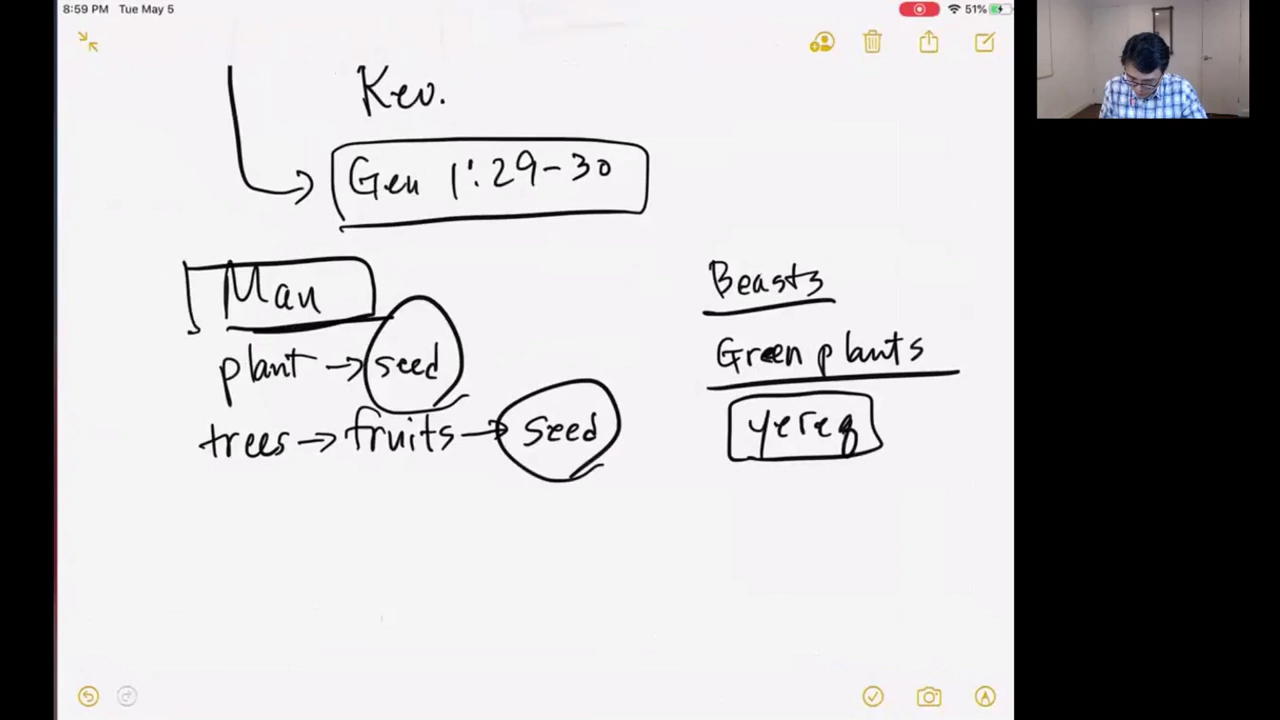 8:59 PM Tue May 5
51%
Rev.
Gen 1:29-30
Man
plant → seed
trees → fruits → seed
Beasts
Green plants
yereq